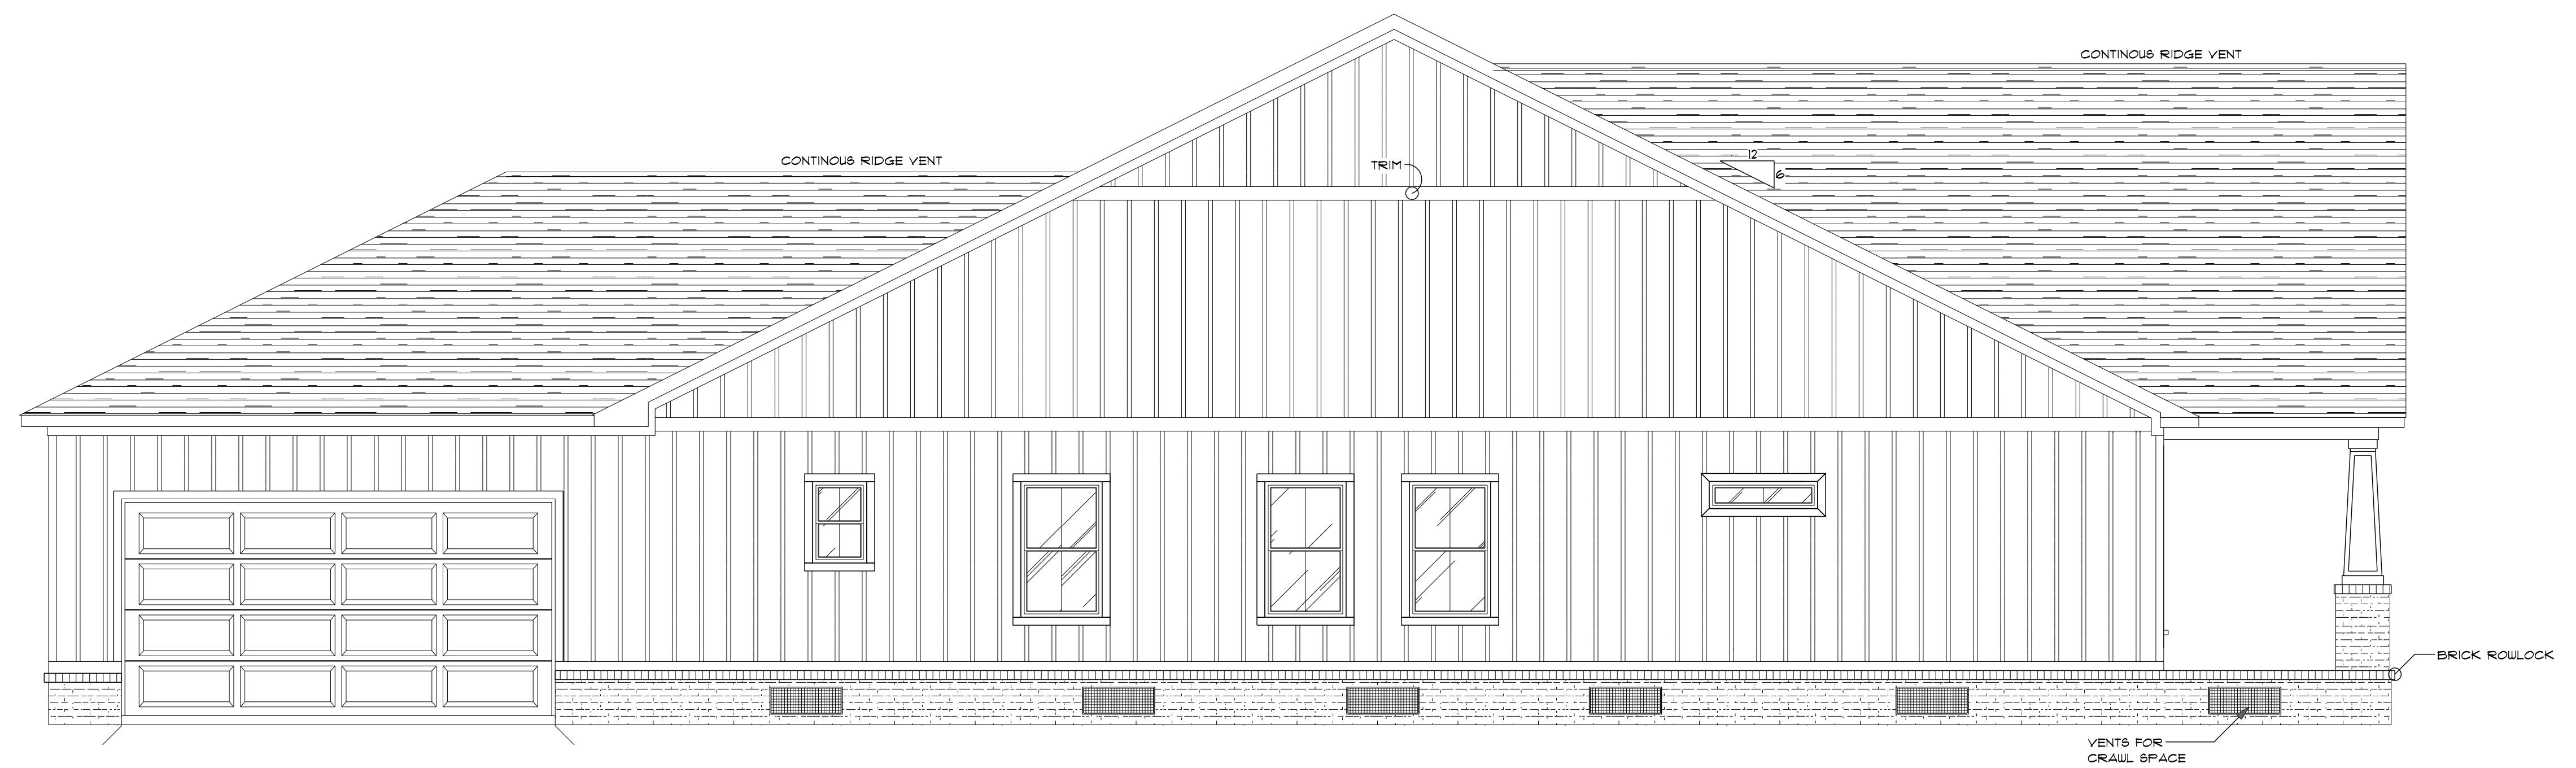 CONTINOUS RIDGE VENT
CONTINOUS RIDGE VENT
TRIM
12
6
BRICK ROWLOCK
VENTS FOR
CRAWL SPACE